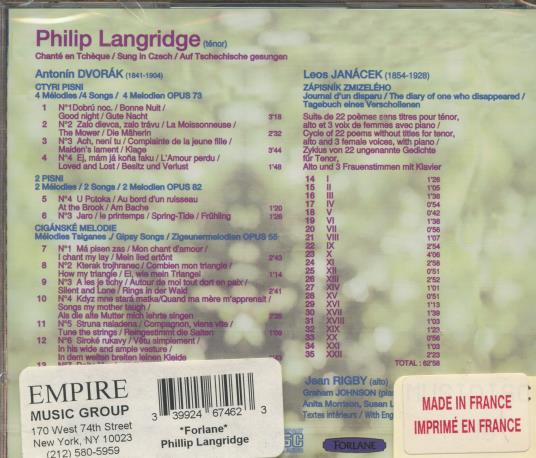 Philip Langridge (ténor)
Chanté en Tchèque / Sung in Czech / Auf Tschechische gesungen
Antonín DVORÁK (1841-1904)
CTYRI PISNI
4 Mélodies /4 Songs / 4 Melodien OPUS 73
1 N°1 Dobrú noc. / Bonne Nuit /
Good night / Gute Nacht 3'18
2 N°2 Zalo dievca, zalo trávu / La Moissonneuse /
The Mower / Die Mäherin 2'32
3 N°3 Ach, není tu / Complainte de la jeune fille /
Maiden's lament / Klage 3'44
4 N°4 Ej, mám já koňa faku / L'Amour perdu /
Loved and Lost / Besitz und Verlust 1'48
2 PISNI
2 Mélodies / 2 Songs / 2 Melodien OPUS 82
5 N°4 U Potoka / Au bord d'un ruisseau
At the Brook / Am Bache 1'20
6 N°3 Jaro / le printemps / Spring-Tide / Frühling 1'26
CIGÁNSKÉ MELODIE
Mélodies Tsiganes ./ Gipsy Songs / Zigeunermelodien OPUS 55
7 N°1 Má pisen zas / Mon chant d'amour /
I chant my lay / Mein lied ertönt 2'43
8 N°2 Kterak trojhranec / Combien mon triangle /
How my triangle / Ei, wie mein Triangel 1'14
9 N°3 A les je tichy / Autour de moi tout dort en paix /
Silent and Lone / Rings in der Wald 2'41
10 N°4 Kdyz mne stará matka/Quand ma mère m'apprenait /
Songs my mother taugh /
Als die alte Mutter mich lehrte singen 2'35
11 N°5 Struna naladena / Compagnon, viens vite /
Tune the strings / Reingestimmt die Saiten 1'09
12 N°6 Siroké rukavy / Vêtu simplement /
In his wide and ample vesture /
In dem weiten breiten leinen Kleide 1'43
13
Leos JANÁCEK (1854-1928)
ZÁPISNÍK ZMIZELÉHO
Journal d'un disparu / The diary of one who disappeared /
Tagebuch eines Verschollenen
Suite de 22 poèmes sans titres pour ténor,
alto et 3 voix de femmes avec piano /
Cycle of 22 poems without titles for tenor,
alto and 3 female voices, with piano /
Zyklus von 22 ungenannte Gedichte
für Tenor,
Alto und 3 Frauenstimmen mit Klavier
14 I 1'26
15 II 1'05
16 III 1'38
17 IV 0'54
18 V 0'42
19 VI 1'38
20 VII 0'56
21 VIII 1'07
22 IX 2'54
23 X 4'06
24 XI 2'58
25 XII 0'51
26 XIII 2'52
27 XIV 1'01
28 XV 0'51
29 XVI 1'13
30 XVII 1'39
31 XVIII 1'03
32 XIX 1'20
33 XX 0'56
34 XXI 1'03
35 XXII 2'23
TOTAL : 62'58
Jean RIGBY (alto)
Graham JOHNSON
Anita Morrison, Susan L
Textes intérieurs / With Eng
FORLANE
EMPIRE
MUSIC GROUP
170 West 74th Street
New York, NY 10023
(212) 580-5959
3 39924 67462 3
*Forlane*
Phillip Langridge
MADE IN FRANCE
IMPRIMÉ EN FRANCE